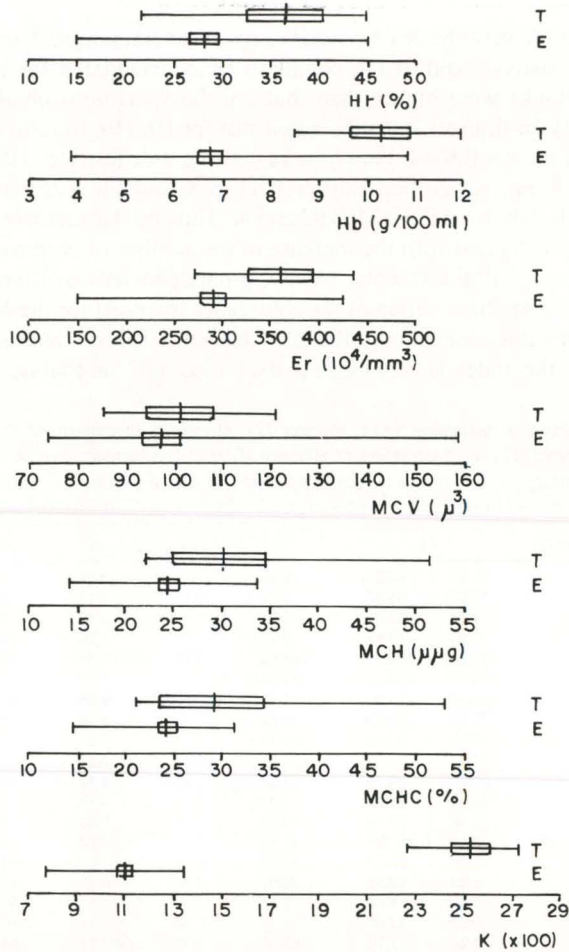 T
E
10 15 20 25 30 35 40 45 50
Ht (%)
T
E
3 4 5 6 7 8 9 10 11 12
Hb (g/100 ml)
T
E
100 150 200 250 300 350 400 450 500
Er (10⁴/mm³)
T
E
70 80 90 100 110 120 130 140 150 160
MCV (µ³)
T
E
10 15 20 25 30 35 40 45 50 55
MCH (µµg)
T
E
10 15 20 25 30 35 40 45 50 55
MCHC (%)
T
E
7 9 11 13 15 17 19 21 23 25 27 29
K (x100)